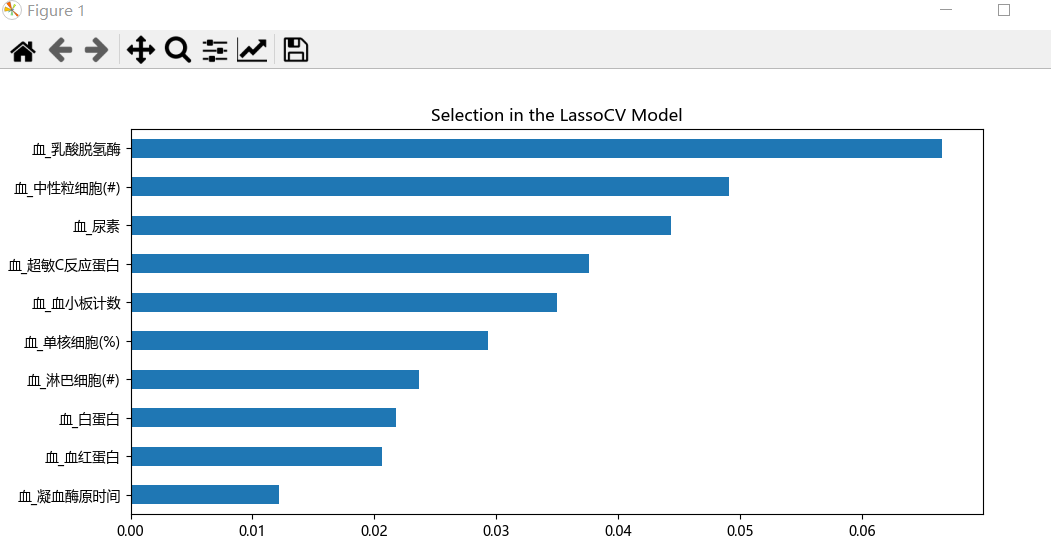 Figure 1
Selection in the LassoCV Model
血_乳酸脱氢酶
血_中性粒细胞(#)
血_尿素
血_超敏C反应蛋白
血_血小板计数
血_单核细胞(%)
血_淋巴细胞(#)
血_白蛋白
血_血红蛋白
血_凝血酶原时间
0.00 0.01 0.02 0.03 0.04 0.05 0.06